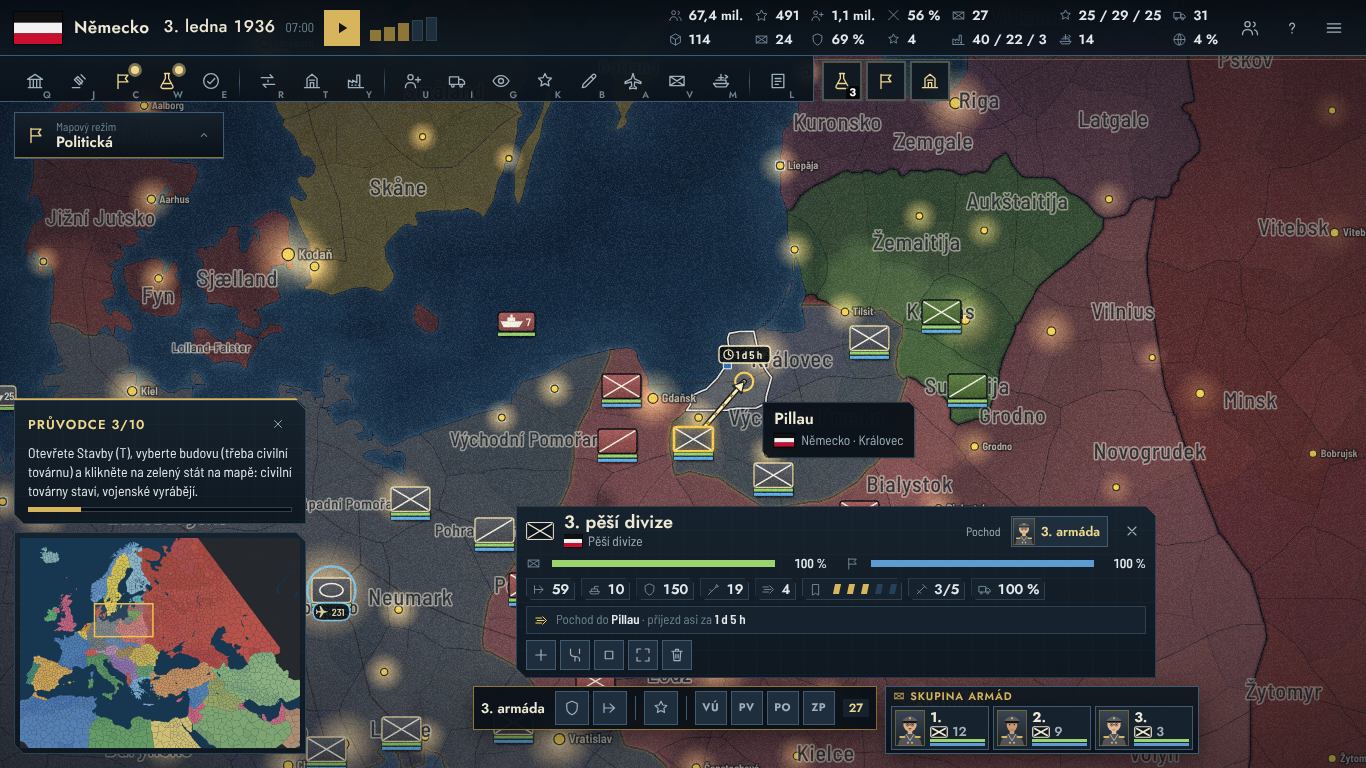 Německo 3. ledna 1936 07:00
67,4 mil. 491 1,1 mil. 56 % 27 25 / 29 / 25 31
114 24 69 % 4 40 / 22 / 3 14 4 % ?
Q J C W E R T Y U I G K B A V M L 3
Mapový režim
Politická
Aalborg
Pskov
Riga
Kuronsko
Zemgale
Latgale
Liepāja
Skåne
Aarhus
Jižní Jutsko
Aukštaitija
Žemaitija
Vitebsk
Kodaň
Sjælland
Fyn
7
Tilsit
Vilnius
Lolland-Falster
1 d 5 h
Královec
Kiel
25
Gdaňsk
Grodno
Minsk
Pillau
Německo · Královec
Východní Pomořan
Grodno
Novogrudek
Bobrujsk
Bialystok
PRŮVODCE 3/10
Otevřete Stavby (T), vyberte budovu (třeba civilní
továrnu) a klikněte na zelený stát na mapě: civilní
továrny staví, vojenské vyrábějí.
Neumark
231
3. pěší divize
Pěší divize
Pochod 3. armáda
100 % 100 %
59 10 150 19 4 3/5 100 %
Pochod do Pillau · příjezd asi za 1 d 5 h
3. armáda VÚ PV PO ZP 27
SKUPINA ARMÁD
1. 12
2. 9
3. 3
Žytomyr
Vratislav
Kielce